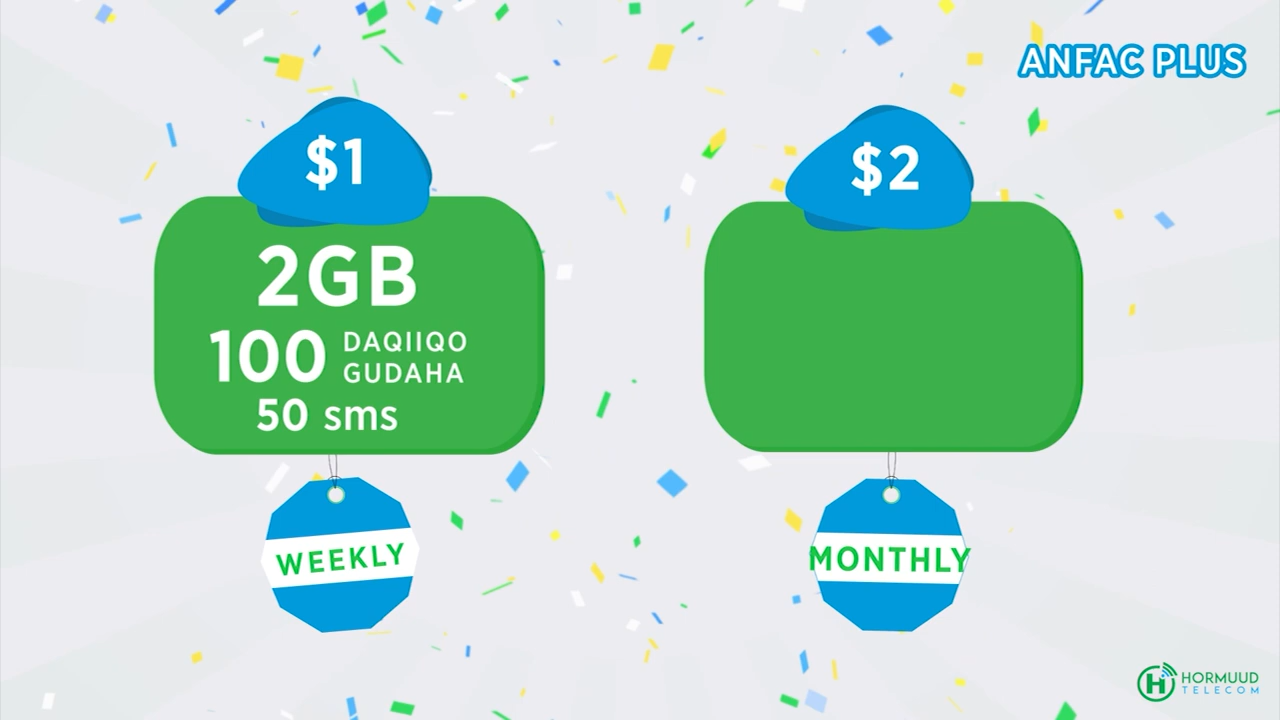 ANFAC PLUS
$1
2GB
100 DAQIIQO
GUDAHA
50 sms
WEEKLY
$2
MONTHLY
HORMUUD
TELECOM